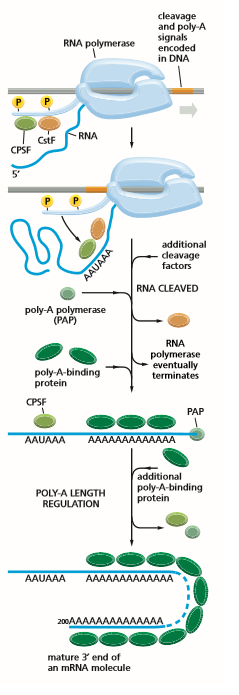 cleavage
and poly-A
signals
encoded
in DNA
RNA polymerase
P P
CPSF
CstF
RNA
5′
P P
AAUAAA
additional
cleavage
factors
RNA CLEAVED
poly-A polymerase
(PAP)
RNA
polymerase
eventually
terminates
poly-A-binding
protein
CPSF
PAP
AAUAAA AAAAAAAAAAAAA
POLY-A LENGTH
REGULATION
additional
poly-A-binding
protein
AAUAAA AAAAAAAAAAAAA
200AAAAAAAAAAAAAA
mature 3′ end of
an mRNA molecule